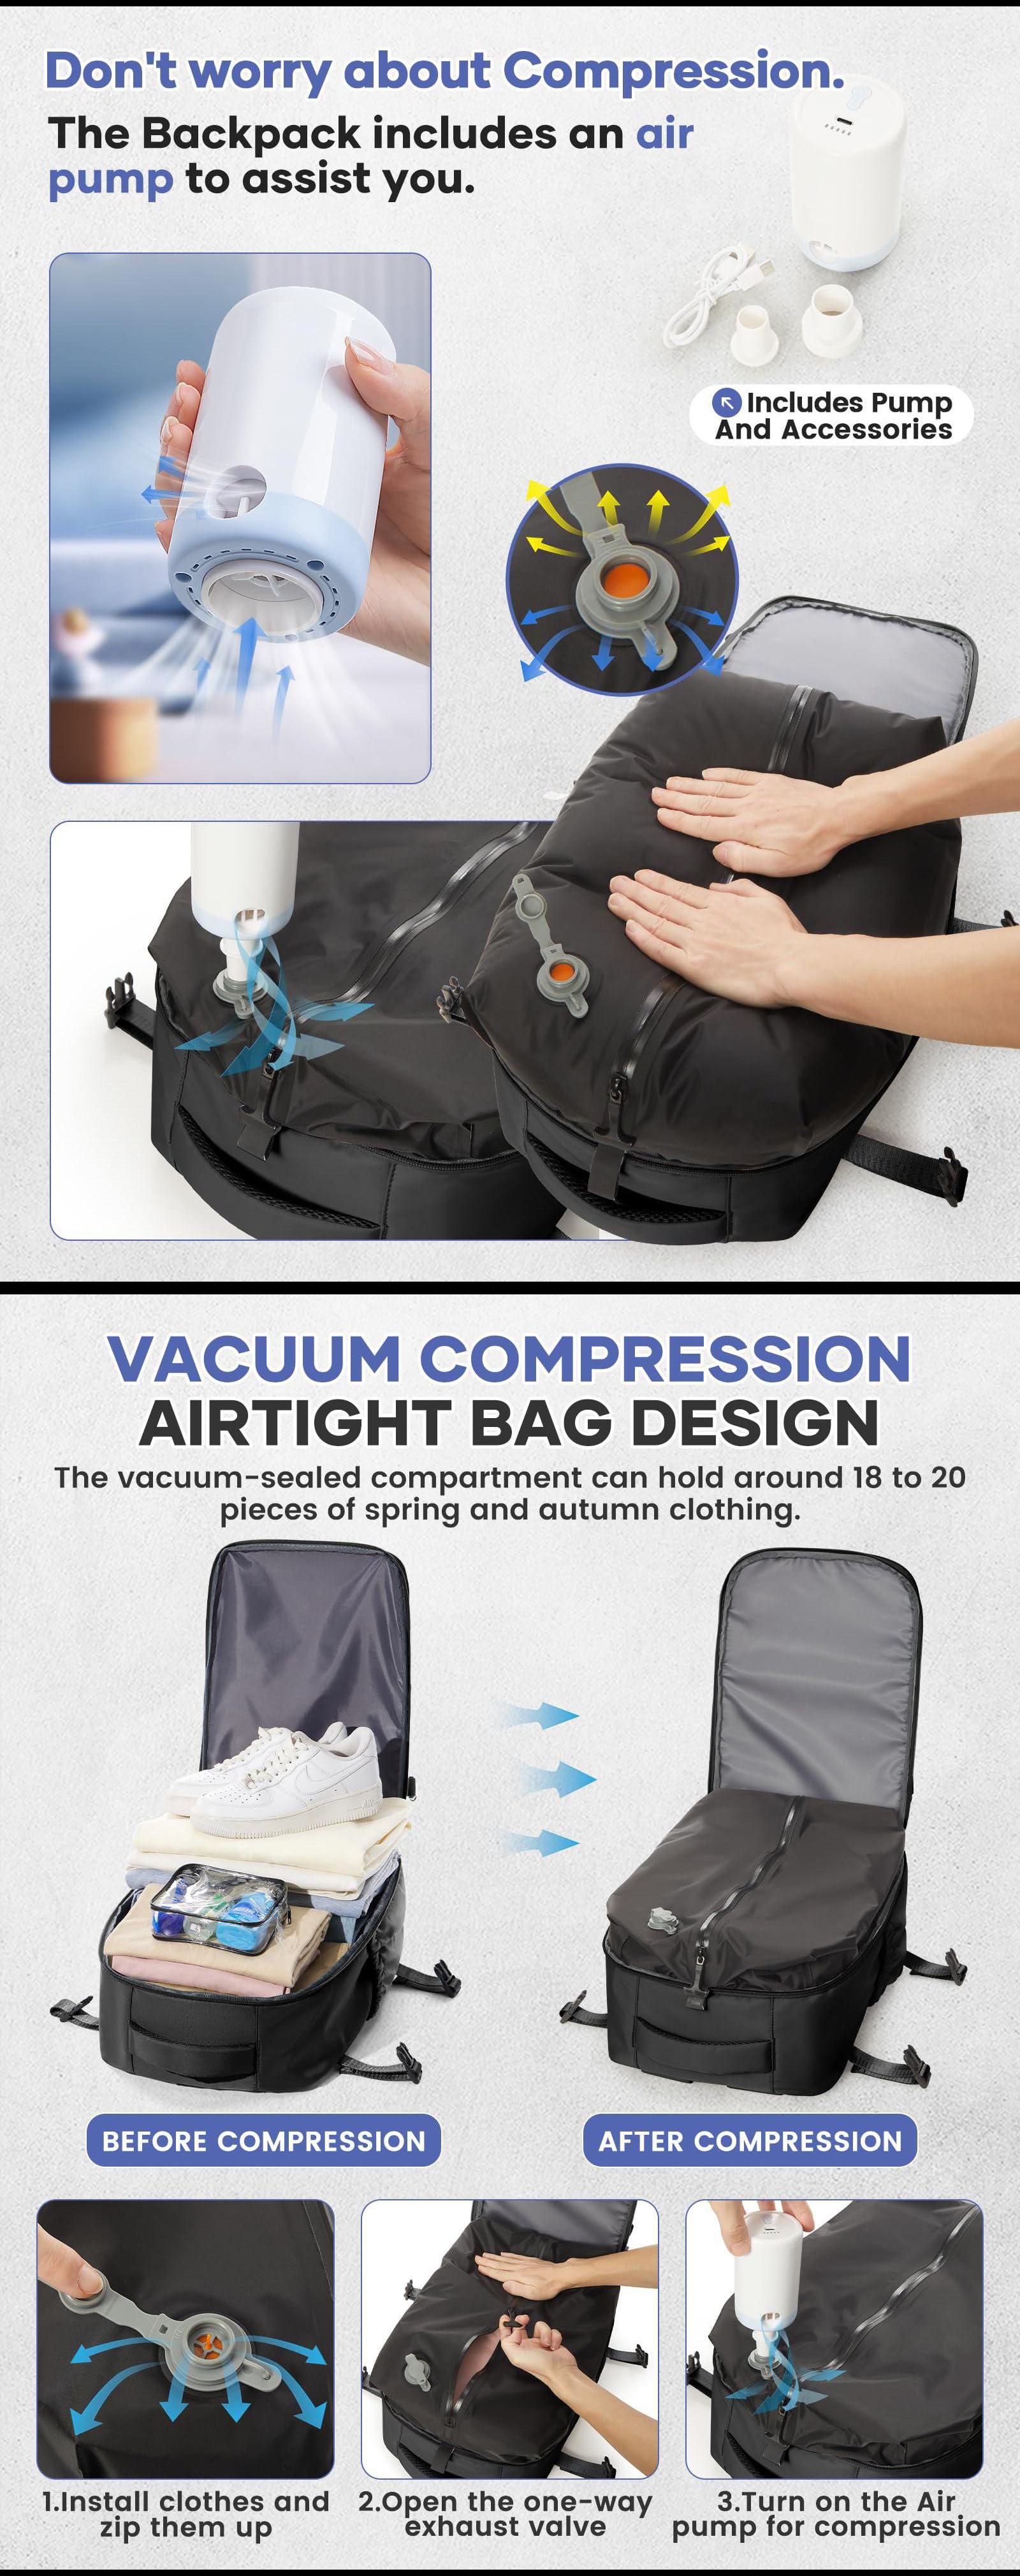 Don't worry about Compression.
The Backpack includes an air
pump to assist you.
Includes Pump
And Accessories
VACUUM COMPRESSION
AIRTIGHT BAG DESIGN
The vacuum-sealed compartment can hold around 18 to 20
pieces of spring and autumn clothing.
BEFORE COMPRESSION
AFTER COMPRESSION
1.Install clothes and
zip them up
2.Open the one-way
exhaust valve
3.Turn on the Air
pump for compression